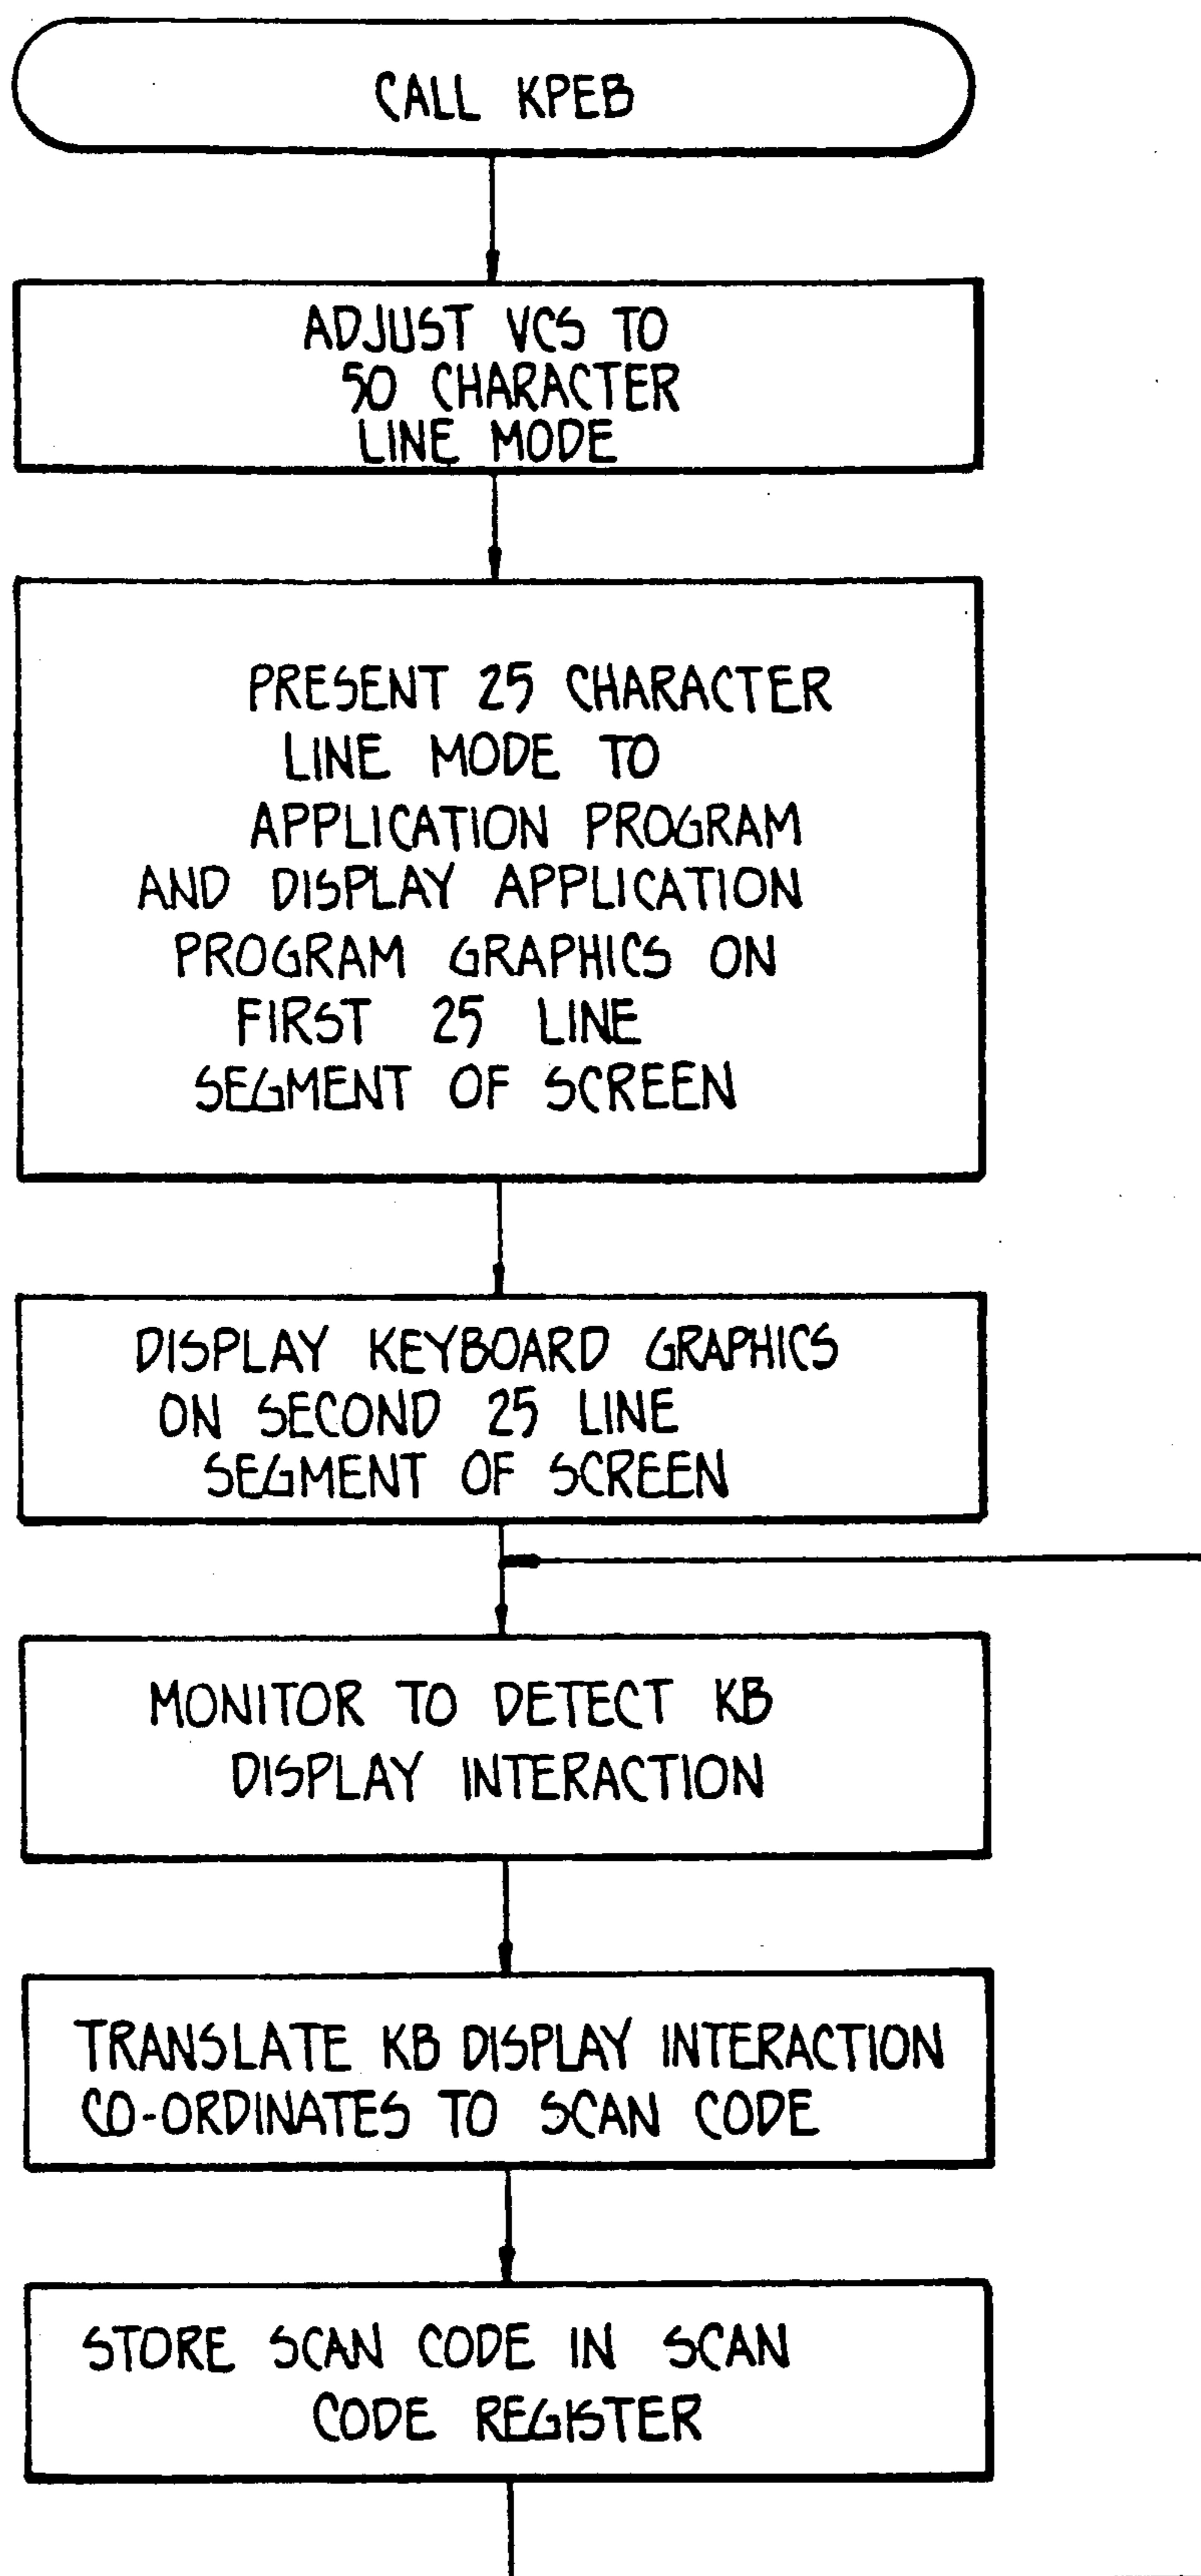 CALL KPEB
ADJUST VCS TO
50 CHARACTER
LINE MODE
PRESENT 25 CHARACTER
LINE MODE TO
APPLICATION PROGRAM
AND DISPLAY APPLICATION
PROGRAM GRAPHICS ON
FIRST 25 LINE
SEGMENT OF SCREEN
DISPLAY KEYBOARD GRAPHICS
ON SECOND 25 LINE
SEGMENT OF SCREEN
MONITOR TO DETECT KB
DISPLAY INTERACTION
TRANSLATE KB DISPLAY INTERACTION
CO-ORDINATES TO SCAN CODE
STORE SCAN CODE IN SCAN
CODE REGISTER